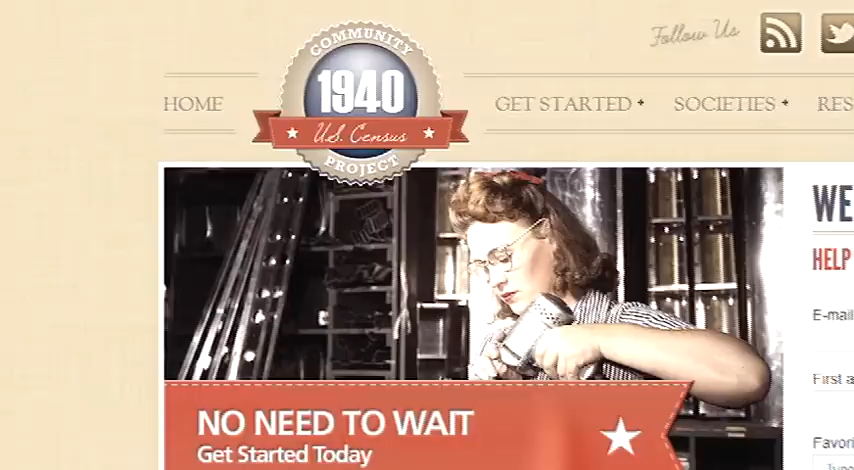 Follow Us
COMMUNITY
1940
U.S. Census
PROJECT
HOME
GET STARTED
SOCIETIES
RES
WE
HELP
E-mail
First a
Favori
NO NEED TO WAIT
Get Started Today